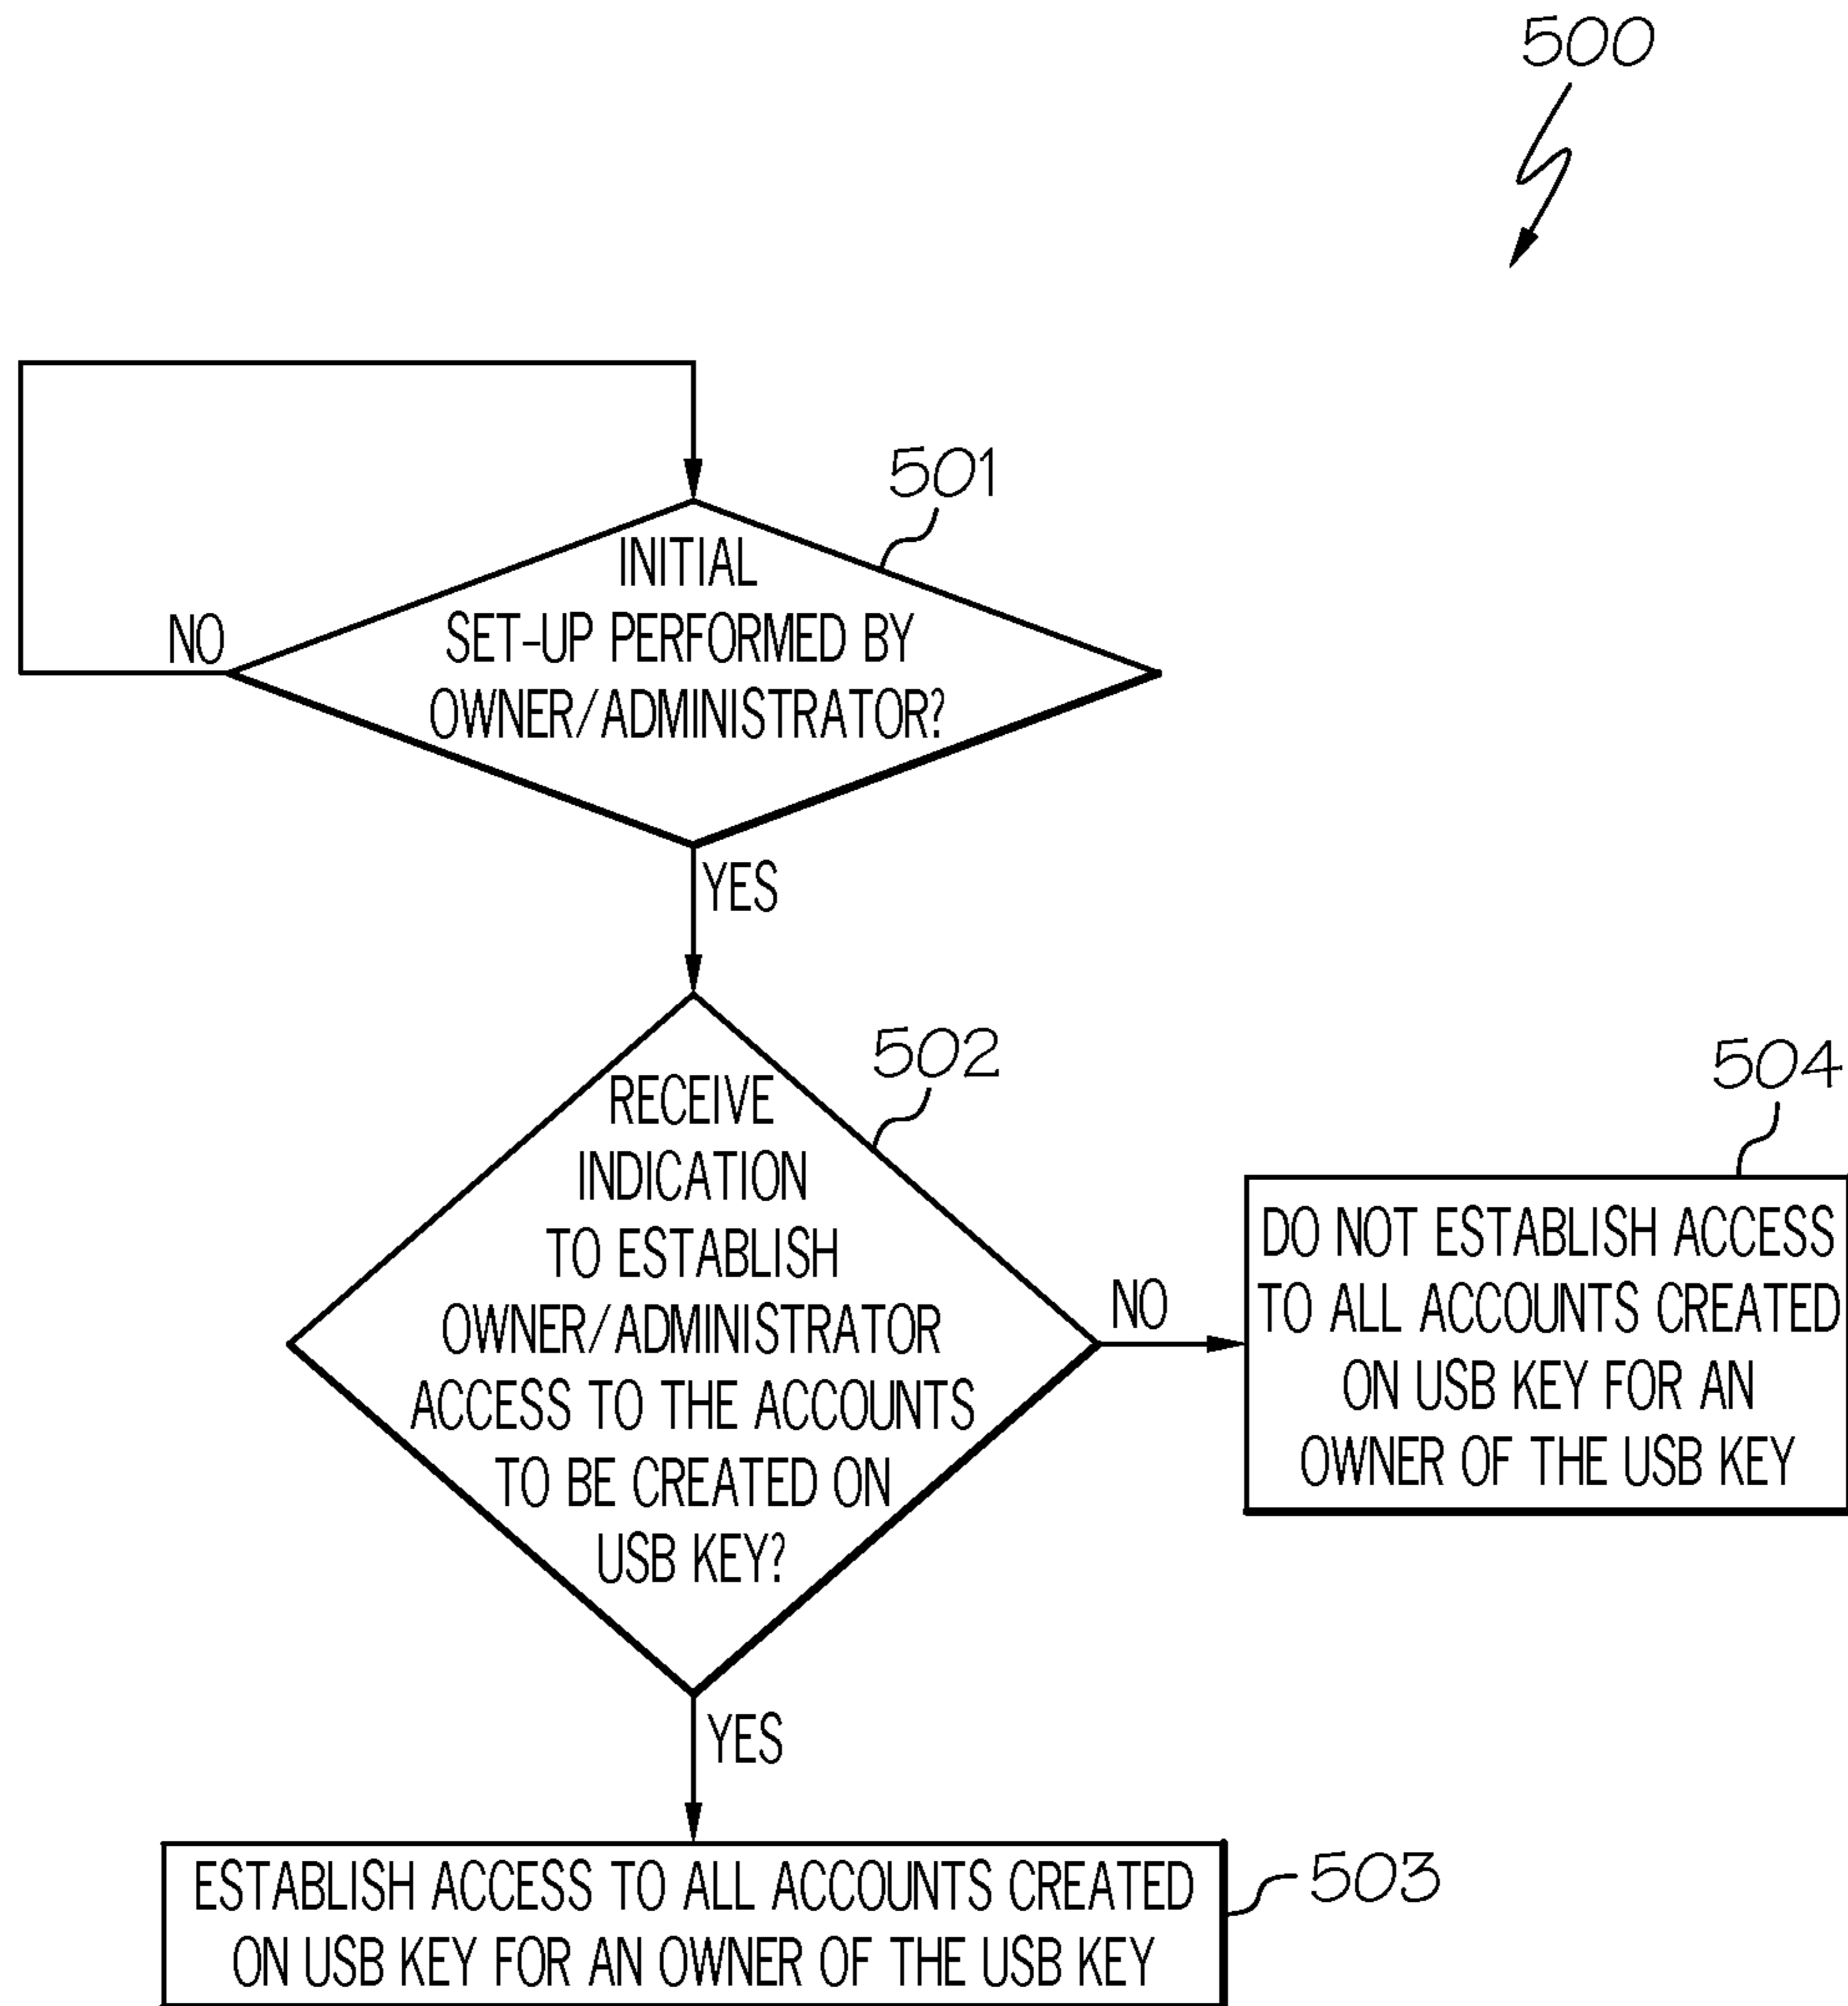 500
501
INITIAL
SET-UP PERFORMED BY
OWNER/ADMINISTRATOR?
NO
YES
502
RECEIVE
INDICATION
TO ESTABLISH
OWNER/ADMINISTRATOR
ACCESS TO THE ACCOUNTS
TO BE CREATED ON
USB KEY?
NO
504
DO NOT ESTABLISH ACCESS
TO ALL ACCOUNTS CREATED
ON USB KEY FOR AN
OWNER OF THE USB KEY
YES
ESTABLISH ACCESS TO ALL ACCOUNTS CREATED
ON USB KEY FOR AN OWNER OF THE USB KEY
503